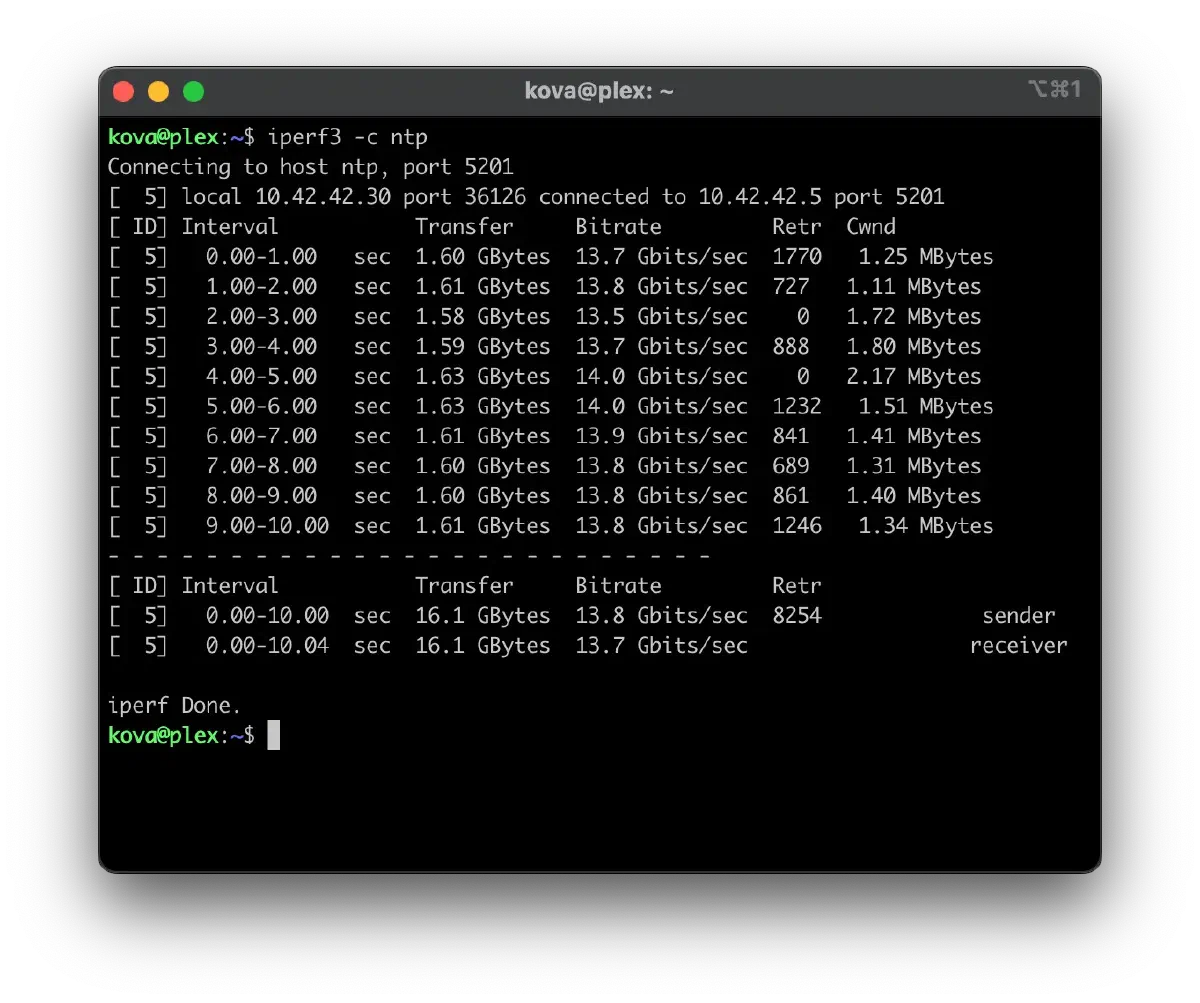 kova@plex: ~ ⌥⌘1
kova@plex:~$ iperf3 -c ntp
Connecting to host ntp, port 5201
[  5] local 10.42.42.30 port 36126 connected to 10.42.42.5 port 5201
[ ID] Interval           Transfer     Bitrate         Retr  Cwnd
[  5]   0.00-1.00   sec  1.60 GBytes  13.7 Gbits/sec  1770   1.25 MBytes
[  5]   1.00-2.00   sec  1.61 GBytes  13.8 Gbits/sec  727   1.11 MBytes
[  5]   2.00-3.00   sec  1.58 GBytes  13.5 Gbits/sec    0   1.72 MBytes
[  5]   3.00-4.00   sec  1.59 GBytes  13.7 Gbits/sec  888   1.80 MBytes
[  5]   4.00-5.00   sec  1.63 GBytes  14.0 Gbits/sec    0   2.17 MBytes
[  5]   5.00-6.00   sec  1.63 GBytes  14.0 Gbits/sec  1232   1.51 MBytes
[  5]   6.00-7.00   sec  1.61 GBytes  13.9 Gbits/sec  841   1.41 MBytes
[  5]   7.00-8.00   sec  1.60 GBytes  13.8 Gbits/sec  689   1.31 MBytes
[  5]   8.00-9.00   sec  1.60 GBytes  13.8 Gbits/sec  861   1.40 MBytes
[  5]   9.00-10.00  sec  1.61 GBytes  13.8 Gbits/sec  1246   1.34 MBytes
- - - - - - - - - - - - - - - - - - - - - - - - -
[ ID] Interval           Transfer     Bitrate         Retr
[  5]   0.00-10.00  sec  16.1 GBytes  13.8 Gbits/sec  8254             sender
[  5]   0.00-10.04  sec  16.1 GBytes  13.7 Gbits/sec                  receiver
iperf Done.
kova@plex:~$